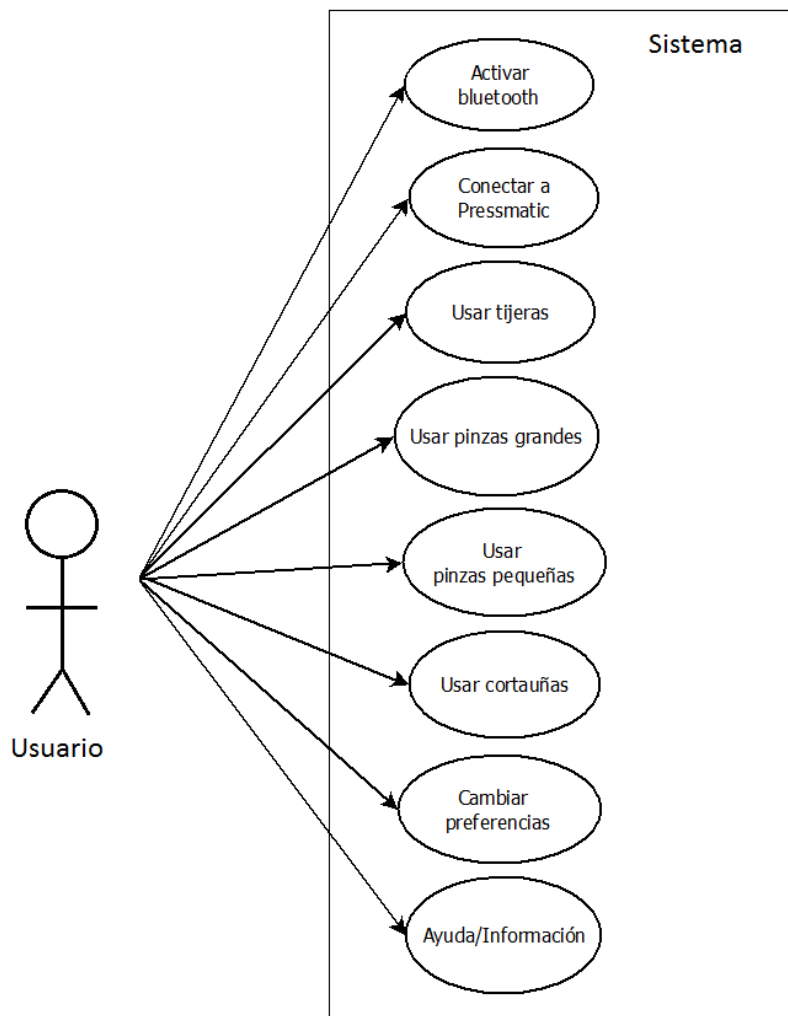 Sistema
Activar
bluetooth
Conectar a
Pressmatic
Usar tijeras
Usar pinzas grandes
Usar
pinzas pequeñas
Usar cortauñas
Usuario
Cambiar
preferencias
Ayuda/Información